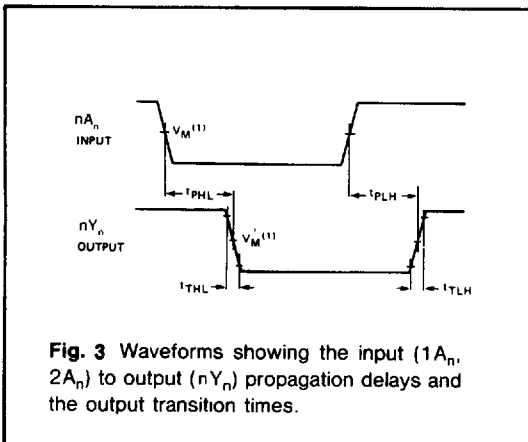 nAn
INPUT
VM(1)
tPHL
tPLH
nYn
OUTPUT
VM(1)
tTHL
tTLH
Fig. 3 Waveforms showing the input (1An,
2An) to output (nYn) propagation delays and
the output transition times.